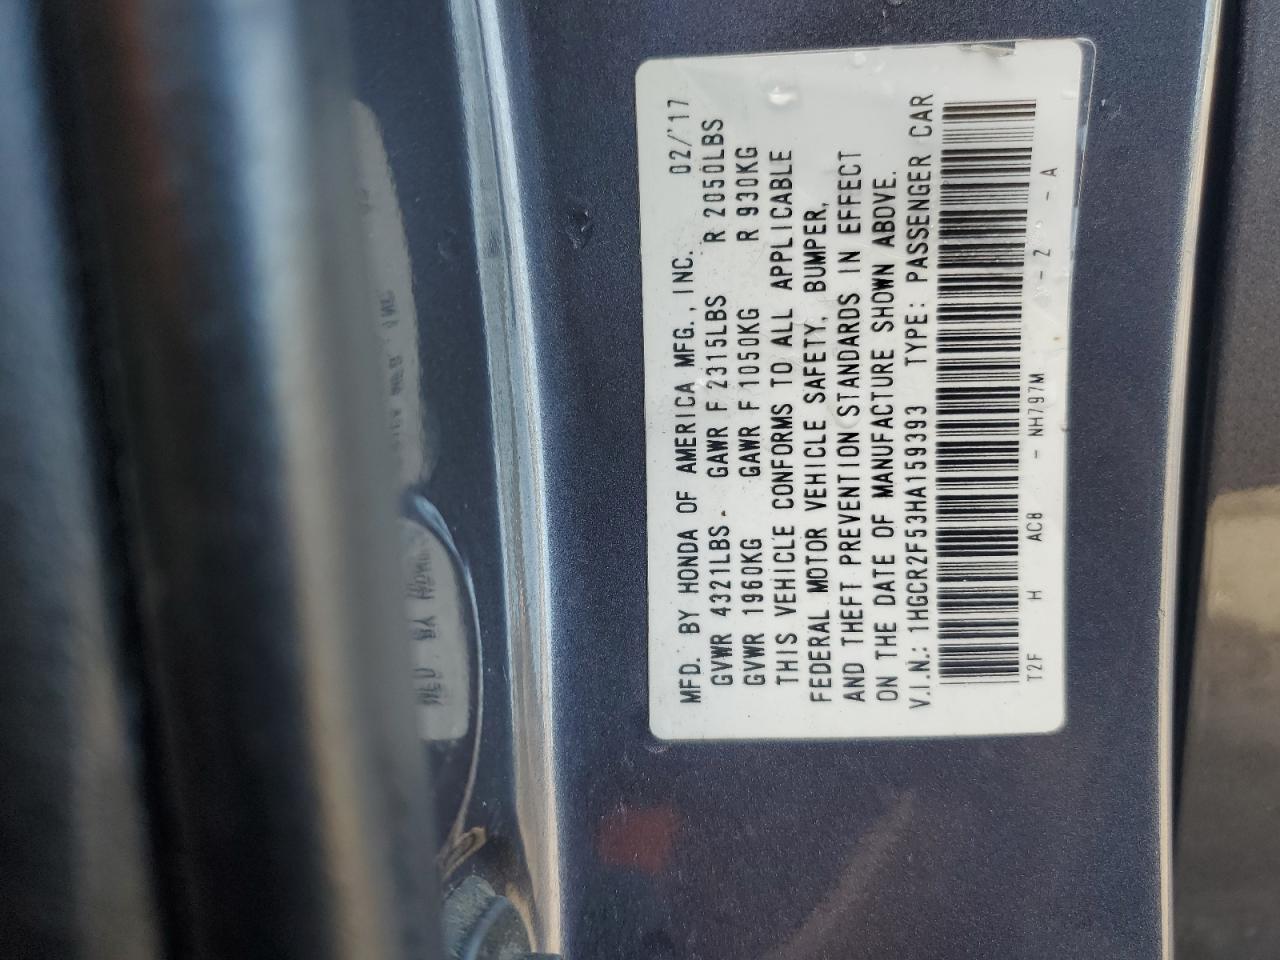 MFD. BY HONDA OF AMERICA MFG., INC. 02/'17
GVWR 4321LBS GAWR F 2315LBS R 2050LBS
GVWR 1960KG GAWR F 1050KG R 930KG
THIS VEHICLE CONFORMS TO ALL APPLICABLE
FEDERAL MOTOR VEHICLE SAFETY, BUMPER,
AND THEFT PREVENTION STANDARDS IN EFFECT
ON THE DATE OF MANUFACTURE SHOWN ABOVE.
V.I.N.: 1HGCR2F53HA159393 TYPE: PASSENGER CAR
T2F H AC8 - NH797M - Z - A